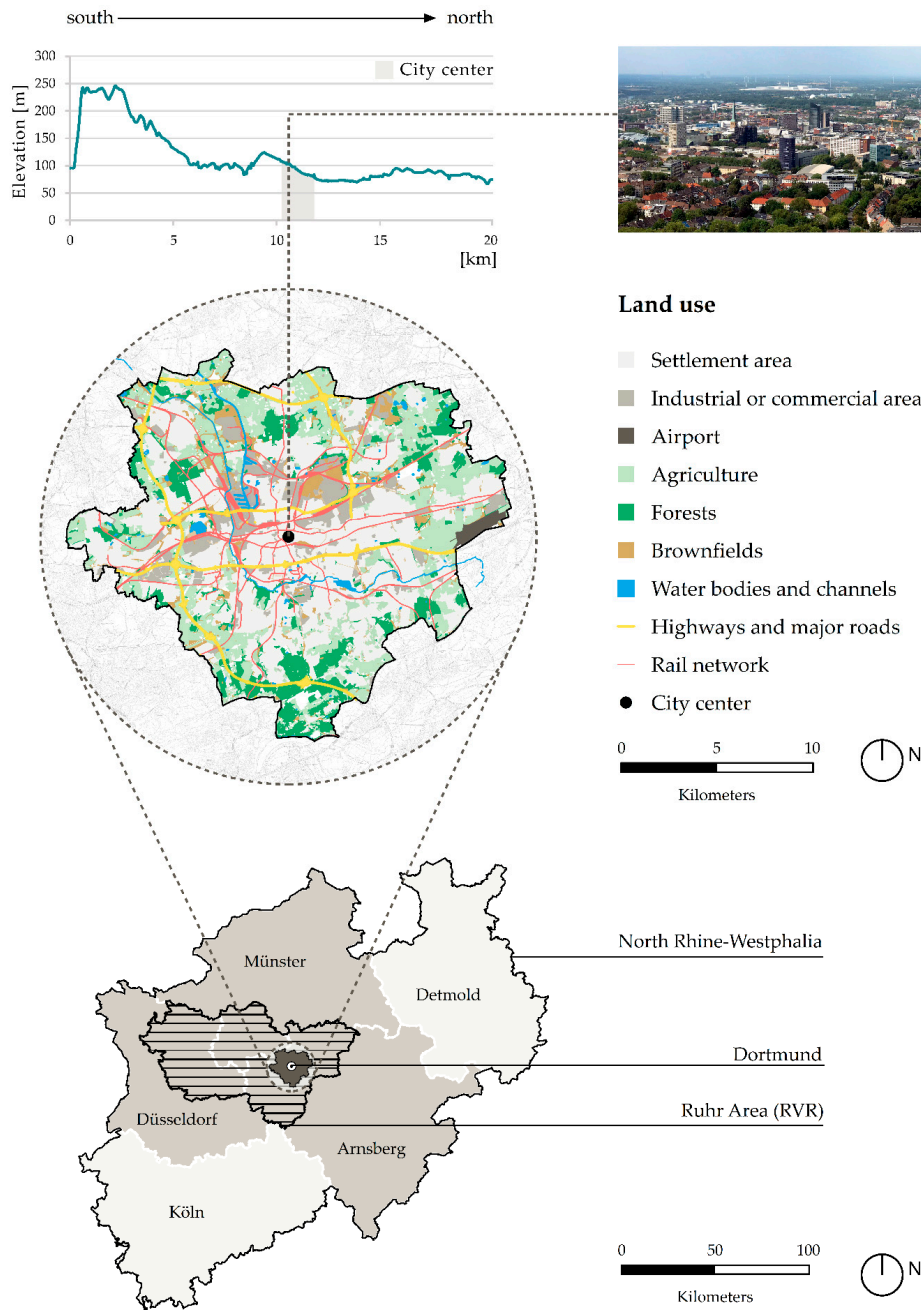 south
north
Elevation [m]
300
250
200
150
100
50
0
City center
0
5
10
15
20
[km]
Land use
Settlement area
Industrial or commercial area
Airport
Agriculture
Forests
Brownfields
Water bodies and channels
Highways and major roads
Rail network
City center
0 5 10
Kilometers
N
Münster
Detmold
Düsseldorf
Arnsberg
Köln
North Rhine-Westphalia
Dortmund
Ruhr Area (RVR)
0 50 100
Kilometers
N